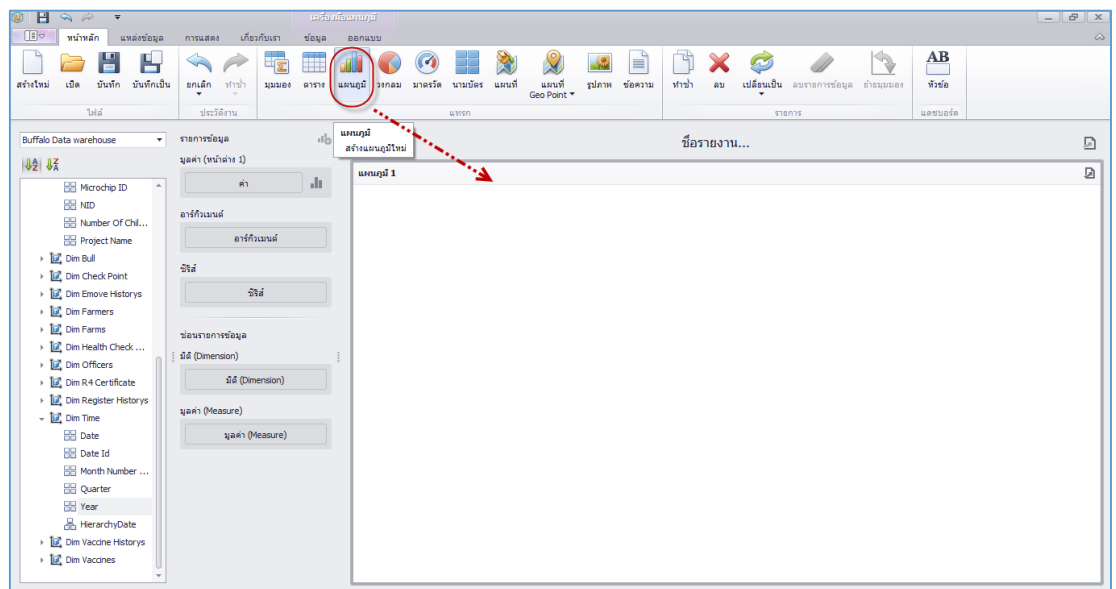 เครื่องมือแผนภูมิ
หน้าหลัก แหล่งข้อมูล การแสดง เกี่ยวกับเรา ข้อมูล ออกแบบ
สร้างใหม่ เปิด บันทึก บันทึกเป็น ยกเลิก ทำซ้ำ มุมมอง ตาราง แผนภูมิ วงกลม มาตรวัด นามบัตร แผนที่ แผนที่ Geo Point รูปภาพ ข้อความ ทำซ้ำ ลบ เปลี่ยนเป็น ลบรายการข้อมูล ย้ายมุมมอง AB หัวข้อ
ไฟล์ ประวัติงาน แทรก รายการ แดชบอร์ด
Buffalo Data warehouse
Microchip ID
NID
Number Of Chil...
Project Name
Dim Bull
Dim Check Point
Dim Emove Historys
Dim Farmers
Dim Farms
Dim Health Check ...
Dim Officers
Dim R4 Certificate
Dim Register Historys
Dim Time
Date
Date Id
Month Number ...
Quarter
Year
HierarchyDate
Dim Vaccine Historys
Dim Vaccines
รายการข้อมูล
มูลค่า (หน้าต่าง 1)
ค่า
อาร์กิวเมนต์
อาร์กิวเมนต์
ซีรีส์
ซีรีส์
ซ่อนรายการข้อมูล
มิติ (Dimension)
มิติ (Dimension)
มูลค่า (Measure)
มูลค่า (Measure)
แผนภูมิ
สร้างแผนภูมิใหม่
ชื่อรายงาน...
แผนภูมิ 1